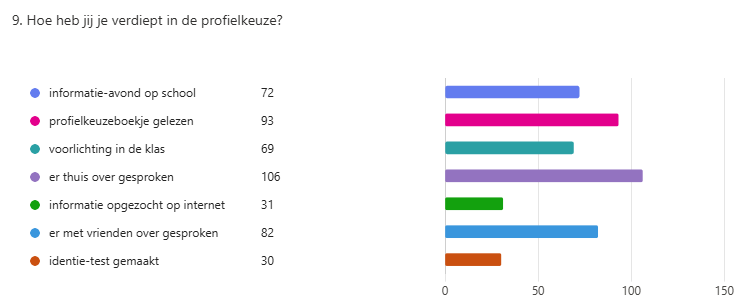 9. Hoe heb jij je verdiept in de profielkeuze?
informatie-avond op school 72
profielkeuzeboekje gelezen 93
voorlichting in de klas 69
er thuis over gesproken 106
informatie opgezocht op internet 31
er met vrienden over gesproken 82
identie-test gemaakt 30
0 50 100 150